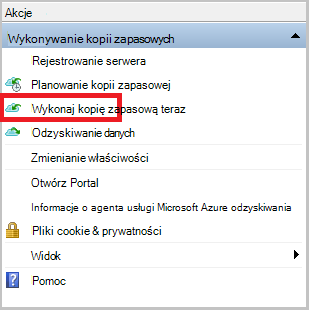 Akcje
Wykonywanie kopii zapasowych
Rejestrowanie serwera
Planowanie kopii zapasowej
Wykonaj kopię zapasową teraz
Odzyskiwanie danych
Zmienianie właściwości
Otwórz Portal
Informacje o agenta usługi Microsoft Azure odzyskiwania
Pliki cookie & prywatności
Widok
Pomoc